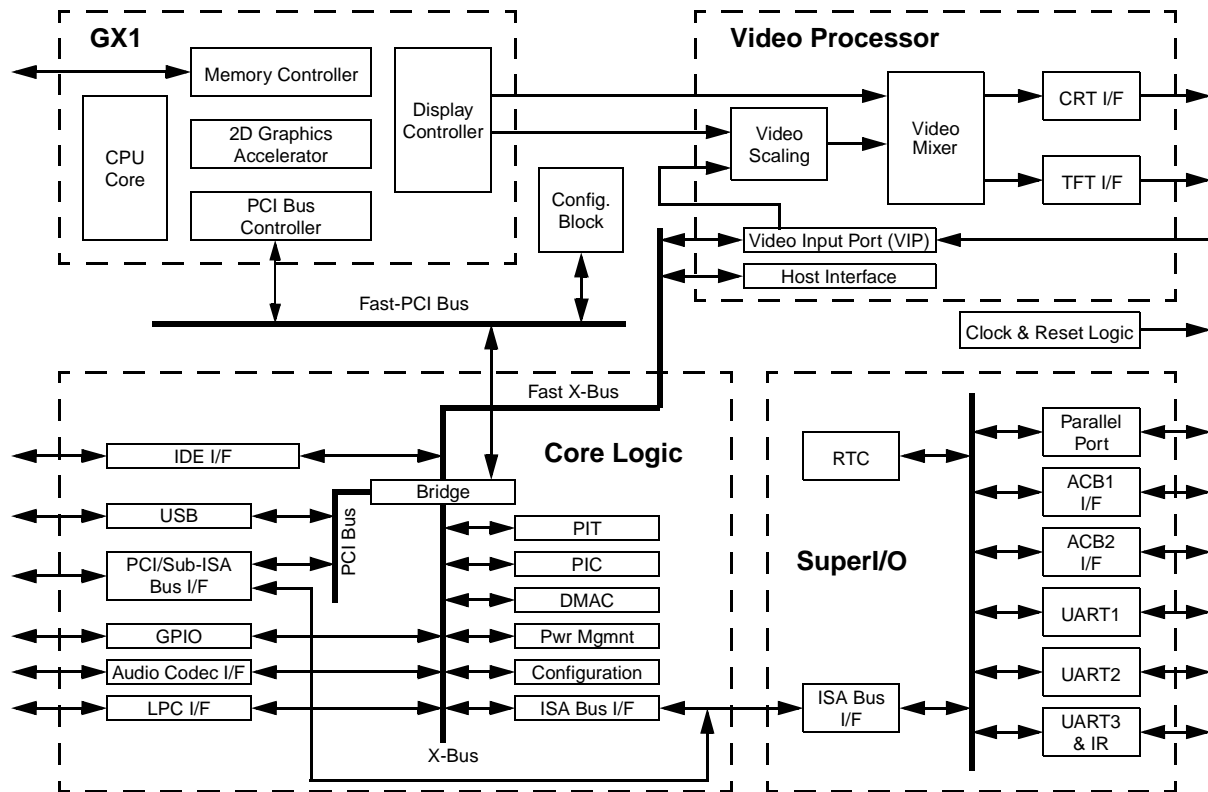 GX1
Memory Controller
CPU
Core
2D Graphics
Accelerator
PCI Bus
Controller
Display
Controller
Config.
Block
Fast-PCI Bus
Video Processor
Video
Scaling
Video
Mixer
CRT I/F
TFT I/F
Video Input Port (VIP)
Host Interface
Clock & Reset Logic
Fast X-Bus
Core Logic
IDE I/F
Bridge
USB
PCI Bus
PCI/Sub-ISA
Bus I/F
GPIO
Audio Codec I/F
LPC I/F
PIT
PIC
DMAC
Pwr Mgmnt
Configuration
ISA Bus I/F
X-Bus
SuperI/O
RTC
ISA Bus
I/F
Parallel
Port
ACB1
I/F
ACB2
I/F
UART1
UART2
UART3
& IR